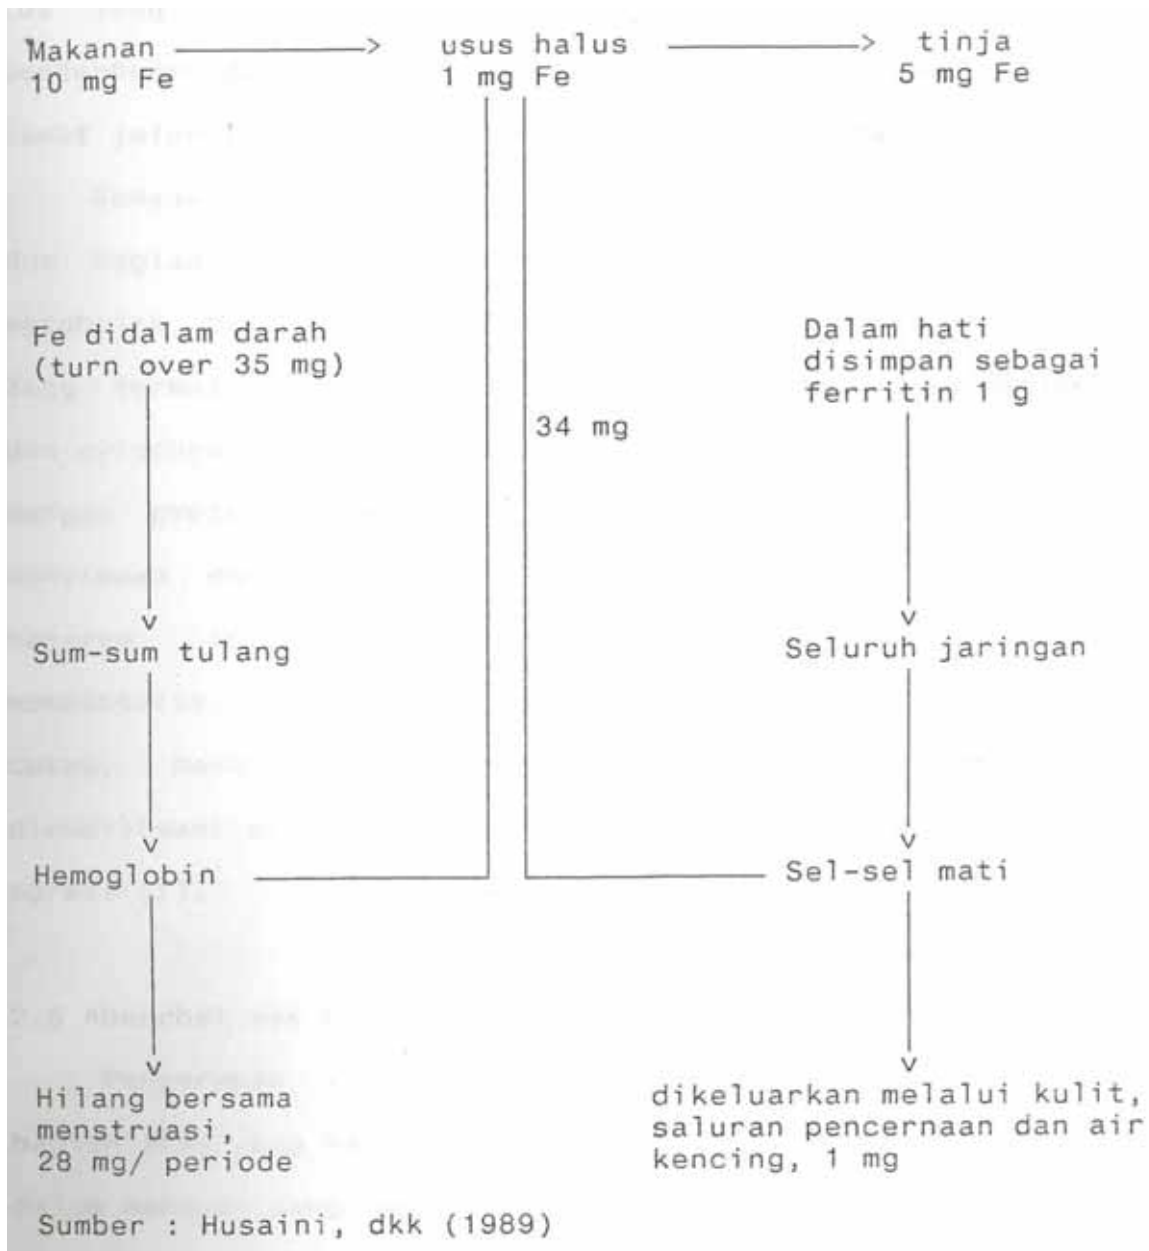 Makanan ————> usus halus ————> tinja
10 mg Fe 1 mg Fe 5 mg Fe
Fe didalam darah
(turn over 35 mg)
Dalam hati
disimpan sebagai
ferritin 1 g
34 mg
Sum-sum tulang
Seluruh jaringan
Hemoglobin
Sel-sel mati
Hilang bersama
menstruasi,
28 mg/ periode
dikeluarkan melalui kulit,
saluran pencernaan dan air
kencing, 1 mg
Sumber : Husaini, dkk (1989)